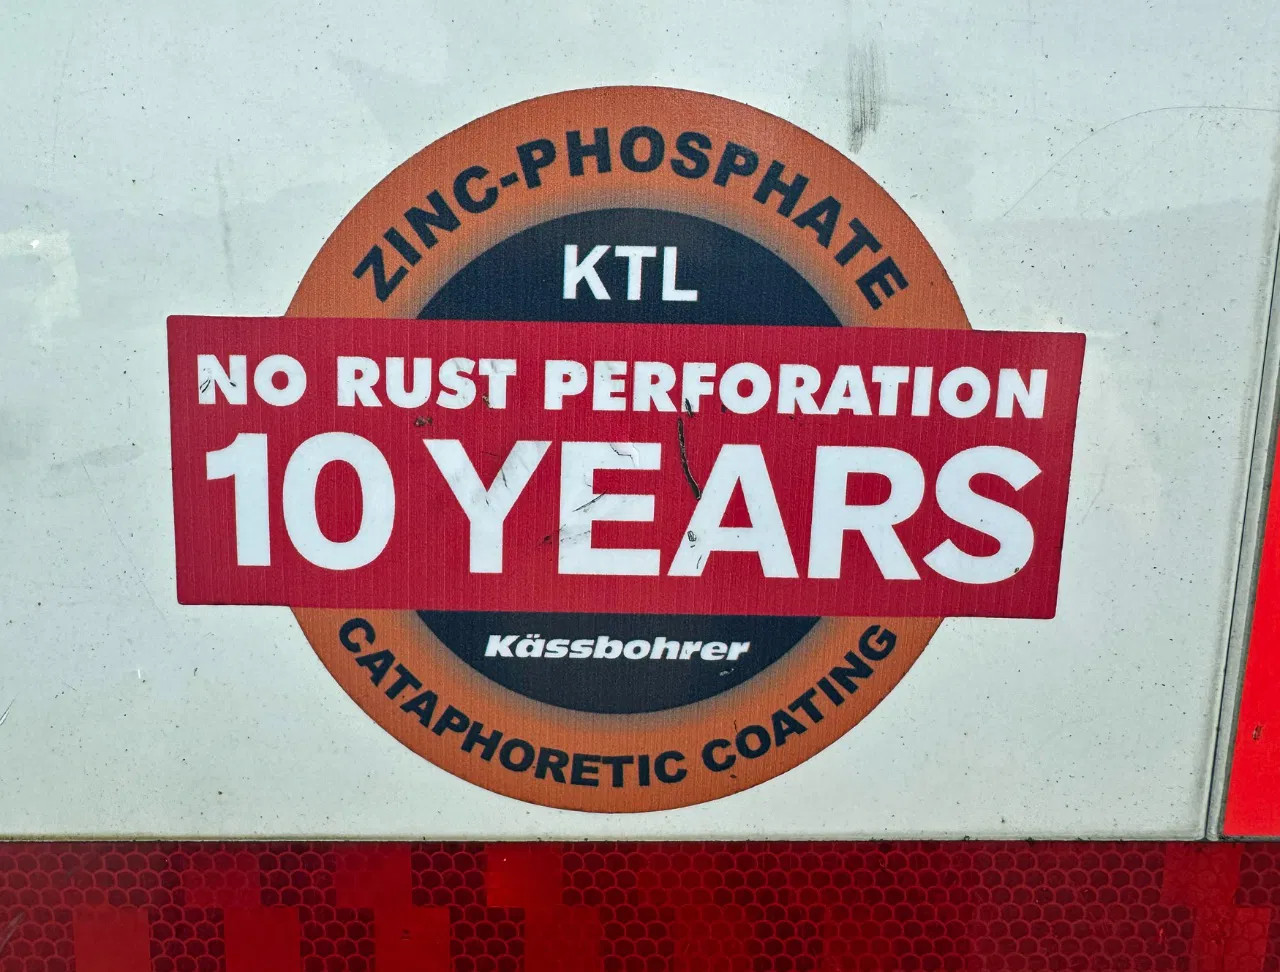 ZINC-PHOSPHATE
KTL
NO RUST PERFORATION
10 YEARS
Kässbohrer
CATAPHORETIC COATING